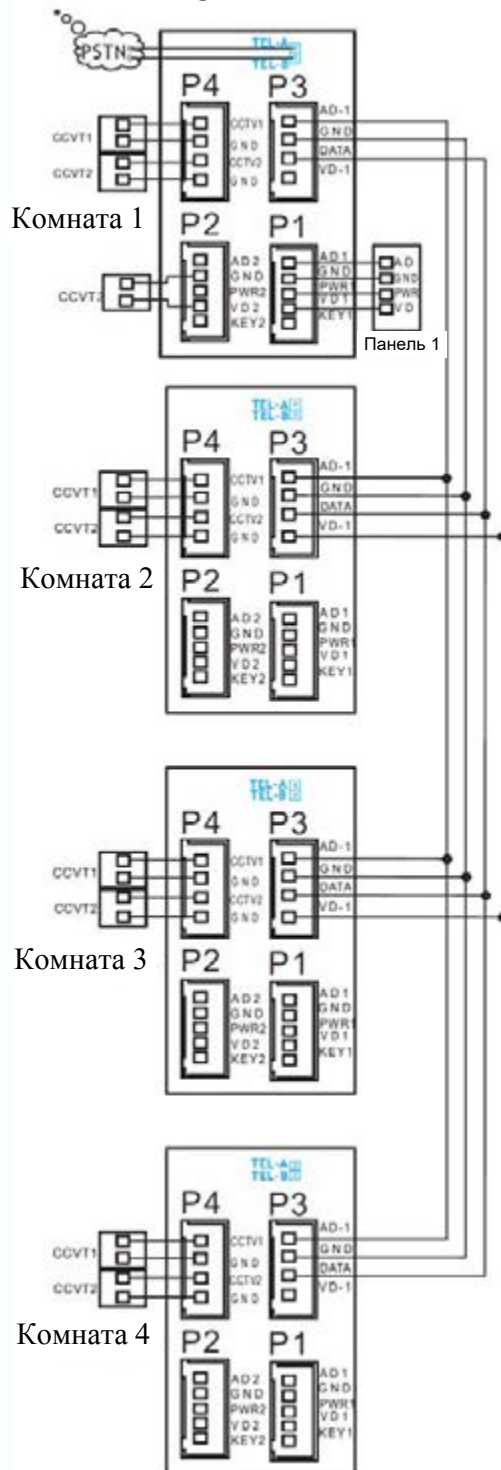 PSTN
TEL-A
TEL-B
P4 P3
CCVT1
CCVT2
CCTV1
GND
CCTV2
GND
AD-1
GND
DATA
VD-1
Комната 1
P2 P1
CCVT2
AD2
GND
PWR2
VD2
KEY2
AD1
GND
PWR1
VD1
KEY1
AD
GND
PWR
VD
Панель 1
TEL-A
TEL-B
P4 P3
CCVT1
CCVT2
CCTV1
GND
CCTV2
GND
AD-1
GND
DATA
VD-1
Комната 2
P2 P1
AD2
GND
PWR2
VD2
KEY2
AD1
GND
PWR1
VD1
KEY1
TEL-A
TEL-B
P4 P3
CCVT1
CCVT2
CCTV1
GND
CCTV2
GND
AD-1
GND
DATA
VD-1
Комната 3
P2 P1
AD2
GND
PWR2
VD2
KEY2
AD1
GND
PWR1
VD1
KEY1
TEL-A
TEL-B
P4 P3
CCVT1
CCVT2
CCTV1
GND
CCTV2
GND
AD-1
GND
DATA
VD-1
Комната 4
P2 P1
AD2
GND
PWR2
VD2
KEY2
AD1
GND
PWR1
VD1
KEY1